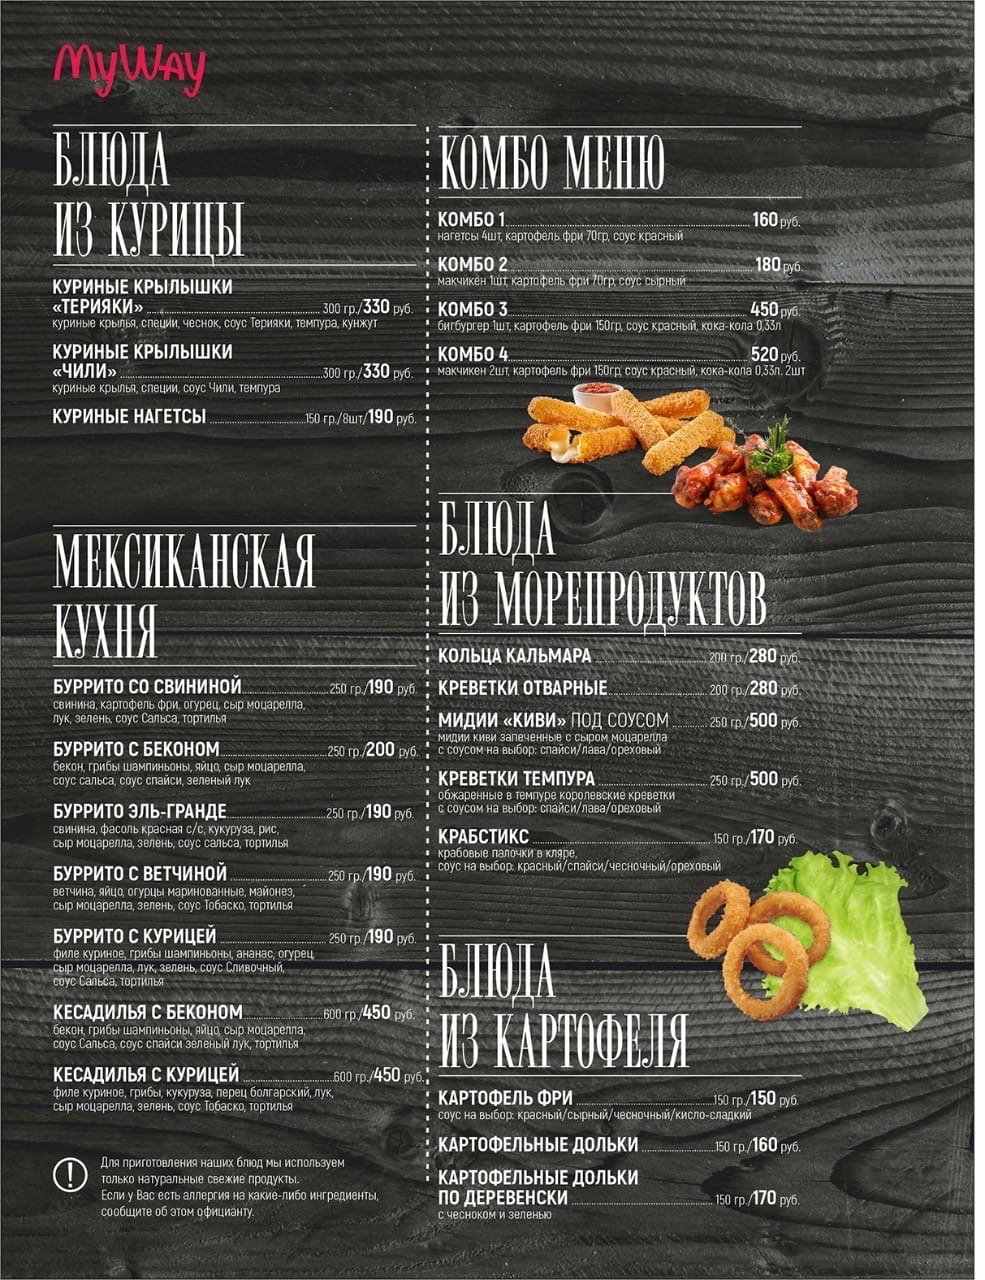 MyWay
БЛЮДА
ИЗ КУРИЦЫ
КУРИНЫЕ КРЫЛЫШКИ
«ТЕРИЯКИ» 300 гр./330 руб.
куриные крылья, специи, чеснок, соус Терияки, темпура, кунжут
КУРИНЫЕ КРЫЛЫШКИ
«ЧИЛИ» 300 гр./330 руб.
куриные крылья, специи, соус Чили, темпура
КУРИНЫЕ НАГЕТСЫ 150 гр./8шт/190 руб.
МЕКСИКАНСКАЯ
КУХНЯ
БУРРИТО СО СВИНИНОЙ 250 гр./190 руб.
свинина, картофель фри, огурец, сыр моцарелла,
лук, зелень, соус Сальса, тортилья
БУРРИТО С БЕКОНОМ 250 гр./200 руб.
бекон, грибы шампиньоны, яйцо, сыр моцарелла,
соус сальса, соус спайси, зеленый лук
БУРРИТО ЭЛЬ-ГРАНДЕ 250 гр./190 руб.
свинина, фасоль красная с/с, кукуруза, рис,
сыр моцарелла, зелень, соус сальса, тортилья
БУРРИТО С ВЕТЧИНОЙ 250 гр./190 руб.
ветчина, яйцо, огурцы маринованные, майонез,
сыр моцарелла, зелень, соус Тобаско, тортилья
БУРРИТО С КУРИЦЕЙ 250 гр./190 руб.
филе куриное, грибы шампиньоны, ананас, огурец,
сыр моцарелла, лук, зелень, соус Сливочный,
соус Сальса, тортилья
КЕСАДИЛЬЯ С БЕКОНОМ 600 гр./450 руб.
бекон, грибы шампиньоны, яйцо, сыр моцарелла,
соус Сальса, соус спайси зеленый лук, тортилья
КЕСАДИЛЬЯ С КУРИЦЕЙ 600 гр./450 руб.
филе куриное, грибы, кукуруза, перец болгарский, лук,
сыр моцарелла, зелень, соус Тобаско, тортилья
! Для приготовления наших блюд мы используем
только натуральные свежие продукты.
Если у Вас есть аллергия на какие-либо ингредиенты,
сообщите об этом официанту.
КОМБО МЕНЮ
КОМБО 1 160 руб.
нагетсы 4шт, картофель фри 70гр, соус красный
КОМБО 2 180 руб.
макчикен 1шт, картофель фри 70гр, соус сырный
КОМБО 3 450 руб.
бигбургер 1шт, картофель фри 150гр, соус красный, кока-кола 0,33л
КОМБО 4 520 руб.
макчикен 2шт, картофель фри 150гр, соус красный, кока-кола 0,33л. 2шт
БЛЮДА
ИЗ МОРЕПРОДУКТОВ
КОЛЬЦА КАЛЬМАРА 200 гр./280 руб.
КРЕВЕТКИ ОТВАРНЫЕ 200 гр./280 руб.
МИДИИ «КИВИ» ПОД СОУСОМ 250 гр./500 руб.
мидии киви запеченные с сыром моцарелла
с соусом на выбор: спайси/лава/ореховый
КРЕВЕТКИ ТЕМПУРА 250 гр./500 руб.
обжаренные в темпуре королевские креветки
с соусом на выбор: спайси/лава/ореховый
КРАБСТИКС 150 гр./170 руб.
крабовые палочки в кляре,
соус на выбор: красный/спайси/чесночный/ореховый
БЛЮДА
ИЗ КАРТОФЕЛЯ
КАРТОФЕЛЬ ФРИ 150 гр./150 руб.
соус на выбор: красный/сырный/чесночный/кисло-сладкий
КАРТОФЕЛЬНЫЕ ДОЛЬКИ 150 гр./160 руб.
КАРТОФЕЛЬНЫЕ ДОЛЬКИ
ПО ДЕРЕВЕНСКИ 150 гр./170 руб.
с чесноком и зеленью